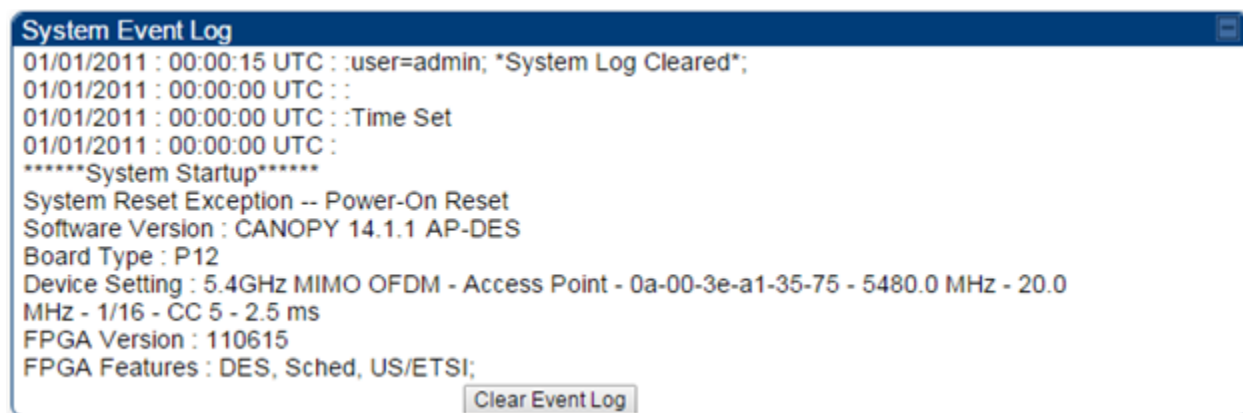 System Event Log
01/01/2011 : 00:00:15 UTC : :user=admin; *System Log Cleared*;
01/01/2011 : 00:00:00 UTC : :
01/01/2011 : 00:00:00 UTC : :Time Set
01/01/2011 : 00:00:00 UTC :
******System Startup******
System Reset Exception -- Power-On Reset
Software Version : CANOPY 14.1.1 AP-DES
Board Type : P12
Device Setting : 5.4GHz MIMO OFDM - Access Point - 0a-00-3e-a1-35-75 - 5480.0 MHz - 20.0
MHz - 1/16 - CC 5 - 2.5 ms
FPGA Version : 110615
FPGA Features : DES, Sched, US/ETSI;
Clear Event Log